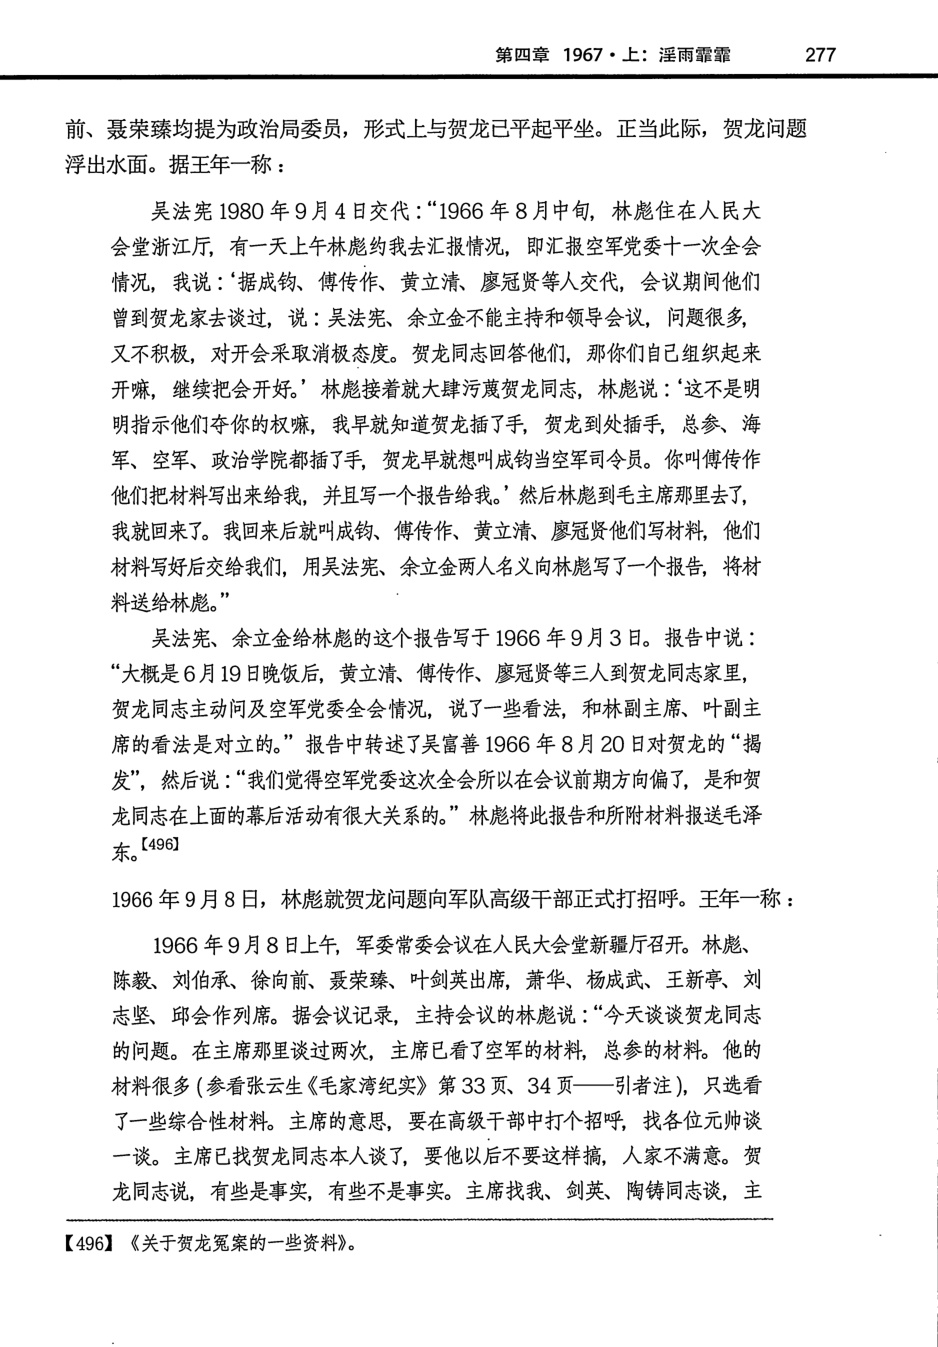 第四章 1967·上：淫雨霏霏 277
前、聂荣臻均提为政治局委员，形式上与贺龙已平起平坐。正当此际，贺龙问题
浮出水面。据王年一称：
吴法宪1980年9月4日交代：“1966年8月中旬，林彪住在人民大
会堂浙江厅，有一天上午林彪约我去汇报情况，即汇报空军党委十一次全会
情况，我说：‘据成钧、傅传作、黄立清、廖冠贤等人交代，会议期间他们
曾到贺龙家去谈过，说：吴法宪、余立金不能主持和领导会议，问题很多，
又不积极，对开会采取消极态度。贺龙同志回答他们，那你们自己组织起来
开嘛，继续把会开好。’林彪接着就大肆污蔑贺龙同志，林彪说：‘这不是明
明指示他们夺你的权嘛，我早就知道贺龙插了手，贺龙到处插手，总参、海
军、空军、政治学院都插了手，贺龙早就想叫成钧当空军司令员。你叫傅传作
他们把材料写出来给我，并且写一个报告给我。’然后林彪到毛主席那里去了，
我就回来了。我回来后就叫成钧、傅传作、黄立清、廖冠贤他们写材料，他们
材料写好后交给我们，用吴法宪、余立金两人名义向林彪写了一个报告，将材
料送给林彪。”
吴法宪、余立金给林彪的这个报告写于1966年9月3日。报告中说：
“大概是6月19日晚饭后，黄立清、傅传作、廖冠贤等三人到贺龙同志家里，
贺龙同志主动问及空军党委全会情况，说了一些看法，和林副主席、叶副主
席的看法是对立的。”报告中转述了吴富善1966年8月20日对贺龙的“揭
发”，然后说：“我们觉得空军党委这次全会所以在会议前期方向偏了，是和贺
龙同志在上面的幕后活动有很大关系的。”林彪将此报告和所附材料报送毛泽
东。【496】
1966年9月8日，林彪就贺龙问题向军队高级干部正式打招呼。王年一称：
1966年9月8日上午，军委常委会议在人民大会堂新疆厅召开。林彪、
陈毅、刘伯承、徐向前、聂荣臻、叶剑英出席，萧华、杨成武、王新亭、刘
志坚、邱会作列席。据会议记录，主持会议的林彪说：“今天谈谈贺龙同志
的问题。在主席那里谈过两次，主席已看了空军的材料，总参的材料。他的
材料很多（参看张云生《毛家湾纪实》第33页、34页——引者注），只选看
了一些综合性材料。主席的意思，要在高级干部中打个招呼，找各位元帅谈
一谈。主席已找贺龙同志本人谈了，要他以后不要这样搞，人家不满意。贺
龙同志说，有些是事实，有些不是事实。主席找我、剑英、陶铸同志谈，主
【496】《关于贺龙冤案的一些资料》。